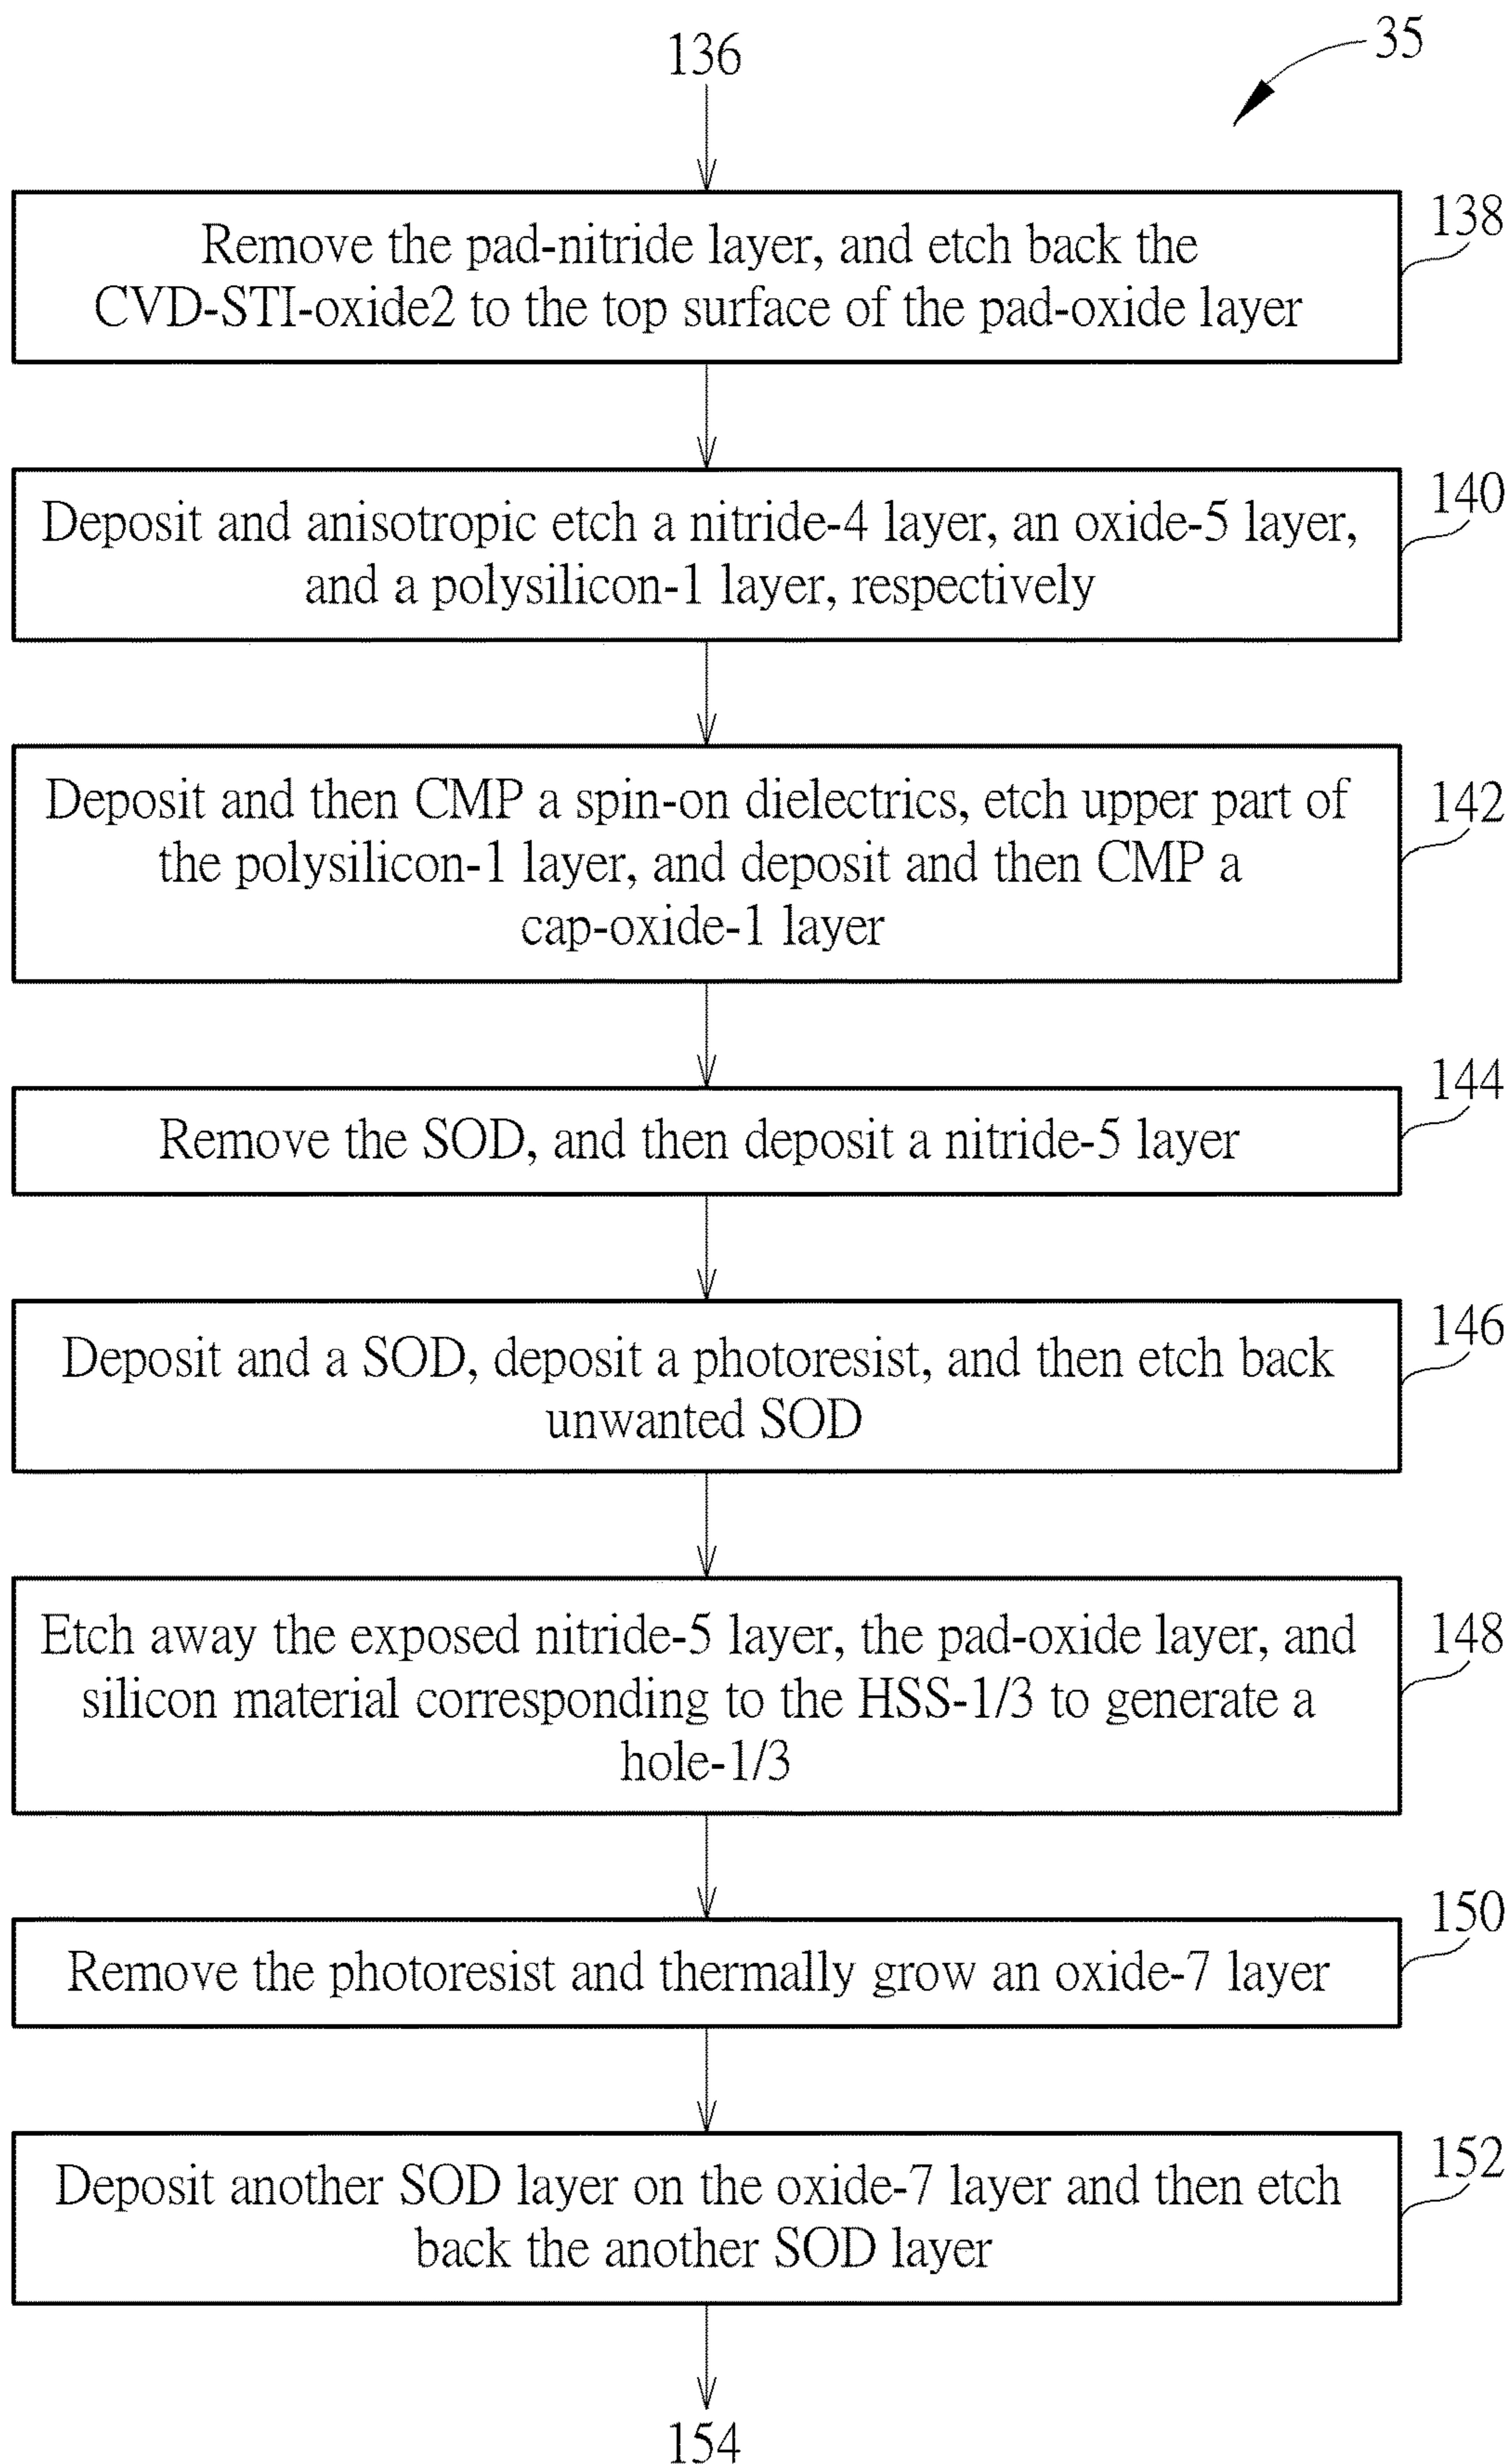 136
35
Remove the pad-nitride layer, and etch back the
CVD-STI-oxide2 to the top surface of the pad-oxide layer
138
Deposit and anisotropic etch a nitride-4 layer, an oxide-5 layer,
and a polysilicon-1 layer, respectively
140
Deposit and then CMP a spin-on dielectrics, etch upper part of
the polysilicon-1 layer, and deposit and then CMP a
cap-oxide-1 layer
142
Remove the SOD, and then deposit a nitride-5 layer
144
Deposit and a SOD, deposit a photoresist, and then etch back
unwanted SOD
146
Etch away the exposed nitride-5 layer, the pad-oxide layer, and
silicon material corresponding to the HSS-1/3 to generate a
hole-1/3
148
Remove the photoresist and thermally grow an oxide-7 layer
150
Deposit another SOD layer on the oxide-7 layer and then etch
back the another SOD layer
152
154